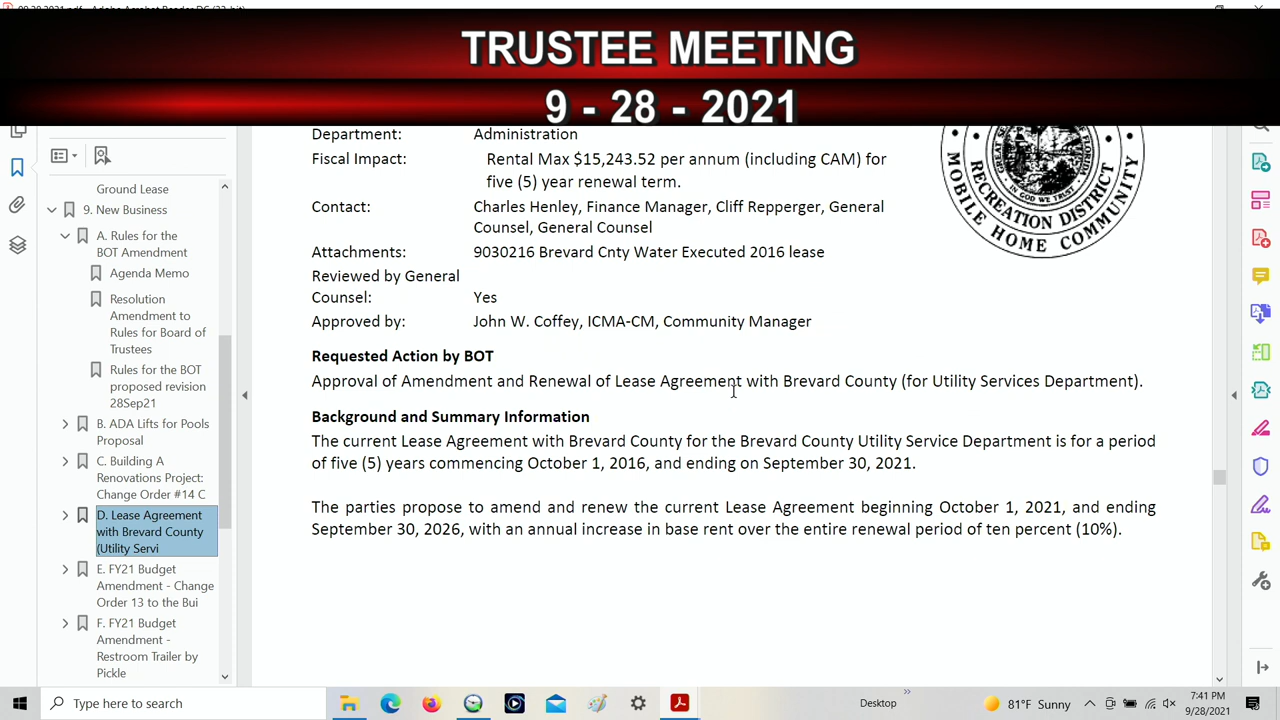 TRUSTEE MEETING
9 - 28 - 2021
Ground Lease
9. New Business
A. Rules for the
BOT Amendment
Agenda Memo
Resolution
Amendment to
Rules for Board of
Trustees
Rules for the BOT
proposed revision
28Sep21
B. ADA Lifts for Pools
Proposal
C. Building A
Renovations Project:
Change Order #14 C
D. Lease Agreement
with Brevard County
(Utility Servi
E. FY21 Budget
Amendment - Change
Order 13 to the Bui
F. FY21 Budget
Amendment -
Restroom Trailer by
Pickle
Department: Administration
Fiscal Impact: Rental Max $15,243.52 per annum (including CAM) for
five (5) year renewal term.
Contact: Charles Henley, Finance Manager, Cliff Repperger, General
Counsel, General Counsel
Attachments: 9030216 Brevard Cnty Water Executed 2016 lease
Reviewed by General
Counsel: Yes
Approved by: John W. Coffey, ICMA-CM, Community Manager
RECREATION DISTRICT
MOBILE HOME COMMUNITY
IN GOD WE TRUST
Requested Action by BOT
Approval of Amendment and Renewal of Lease Agreement with Brevard County (for Utility Services Department).
Background and Summary Information
The current Lease Agreement with Brevard County for the Brevard County Utility Service Department is for a period
of five (5) years commencing October 1, 2016, and ending on September 30, 2021.
The parties propose to amend and renew the current Lease Agreement beginning October 1, 2021, and ending
September 30, 2026, with an annual increase in base rent over the entire renewal period of ten percent (10%).
Type here to search
Desktop
81°F Sunny
7:41 PM
9/28/2021